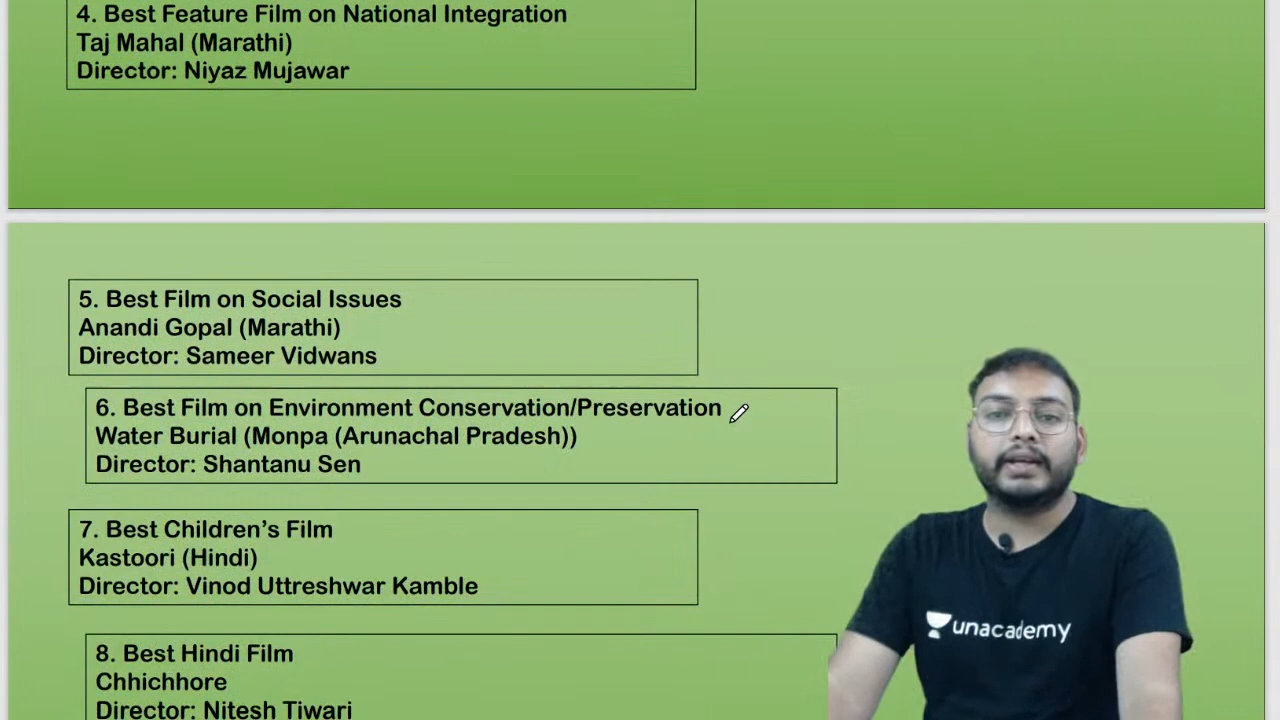 4. Best Feature Film on National Integration
Taj Mahal (Marathi)
Director: Niyaz Mujawar
5. Best Film on Social Issues
Anandi Gopal (Marathi)
Director: Sameer Vidwans
6. Best Film on Environment Conservation/Preservation
Water Burial (Monpa (Arunachal Pradesh))
Director: Shantanu Sen
7. Best Children’s Film
Kastoori (Hindi)
Director: Vinod Uttreshwar Kamble
8. Best Hindi Film
Chhichhore
Director: Nitesh Tiwari
unacademy